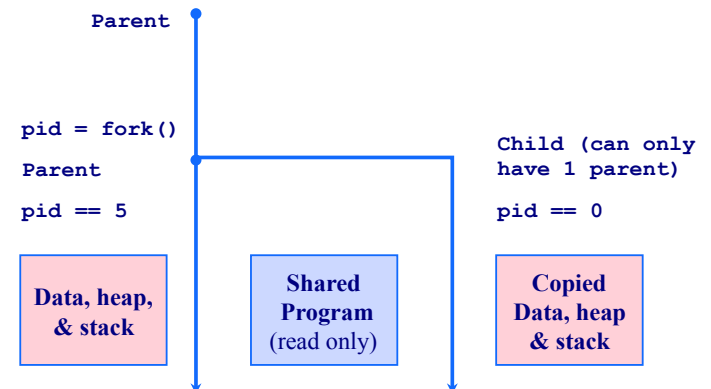 Parent
pid = fork()
Parent
pid == 5
Child (can only
have 1 parent)
pid == 0
Data, heap,
& stack
Shared
Program
(read only)
Copied
Data, heap
& stack